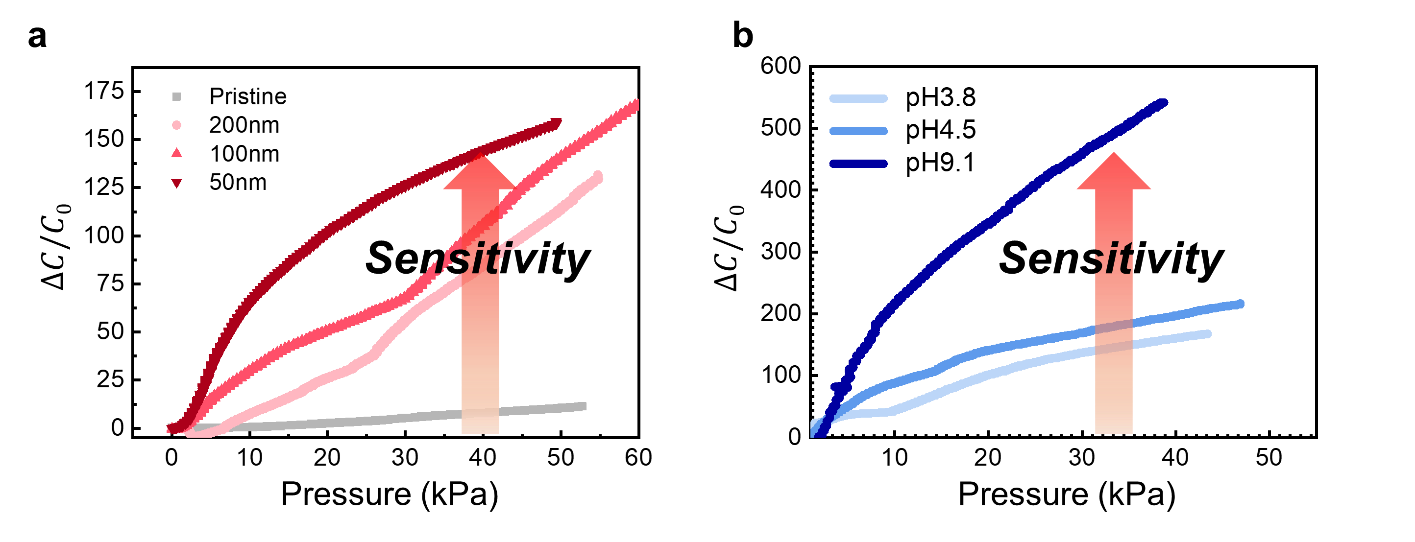 a
175
150
125
100
75
50
25
0
ΔC/C₀
Pristine
200nm
100nm
50nm
Sensitivity
0 10 20 30 40 50 60
Pressure (kPa)
b
600
500
400
300
200
100
0
ΔC/C₀
pH3.8
pH4.5
pH9.1
Sensitivity
10 20 30 40 50
Pressure (kPa)